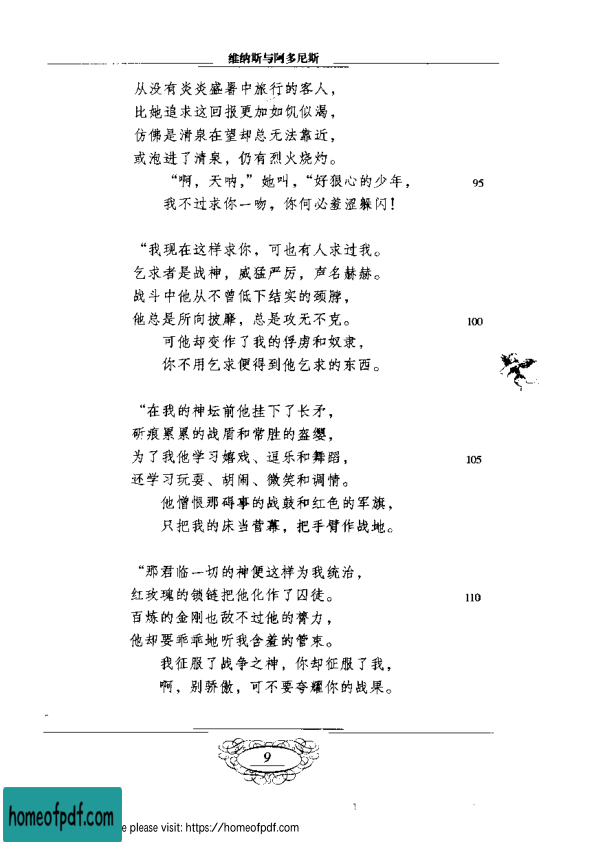 维纳斯与阿多尼斯
从没有炎炎盛暑中旅行的客人，
比她追求这回报更加如饥似渴，
仿佛是清泉在望却总无法靠近，
或泡进了清泉，仍有烈火烧灼。
“啊，天呐，”她叫，“好狠心的少年， 95
我不过求你一吻，你何必羞涩躲闪！
“我现在这样求你，可也有人求过我。
乞求者是战神，威猛严厉，声名赫赫。
战斗中他从不曾低下结实的颈脖，
他总是所向披靡，总是攻无不克。 100
可他却变作了我的俘虏和奴隶，
你不用乞求便得到他乞求的东西。
“在我的神坛前他挂下了长矛，
斫痕累累的战盾和常胜的盔缨，
为了我他学习嬉戏、逗乐和舞蹈， 105
还学习玩耍、胡闹、微笑和调情。
他憎恨那碍事的战鼓和红色的军旗，
只把我的床当营幕，把手臂作战地。
“那君临一切的神便这样为我统治，
红玫瑰的锁链把他化作了囚徒。 110
百炼的金刚也敌不过他的膂力，
他却要乖乖地听我含羞的管束。
我征服了战争之神，你却征服了我，
啊，别骄傲，可不要夸耀你的战果。
9
homeofpdf.com
e please visit: https://homeofpdf.com